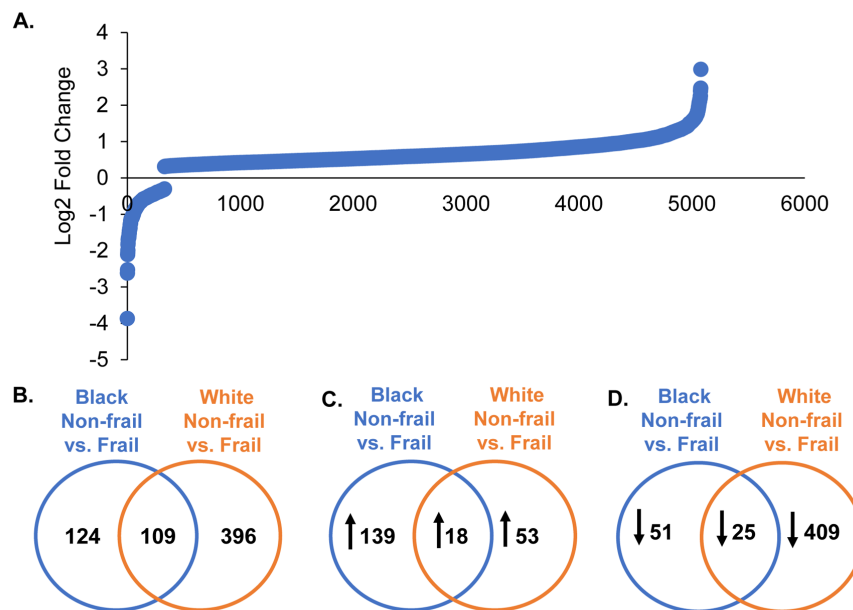 A.
Log2 Fold Change
4
3
2
1
0
-1
-2
-3
-4
-5
0 1000 2000 3000 4000 5000 6000
B.
Black
Non-frail
vs. Frail
White
Non-frail
vs. Frail
124 109 396
C.
Black
Non-frail
vs. Frail
White
Non-frail
vs. Frail
↑139 ↑18 ↑53
D.
Black
Non-frail
vs. Frail
White
Non-frail
vs. Frail
↓51 ↓25 ↓409